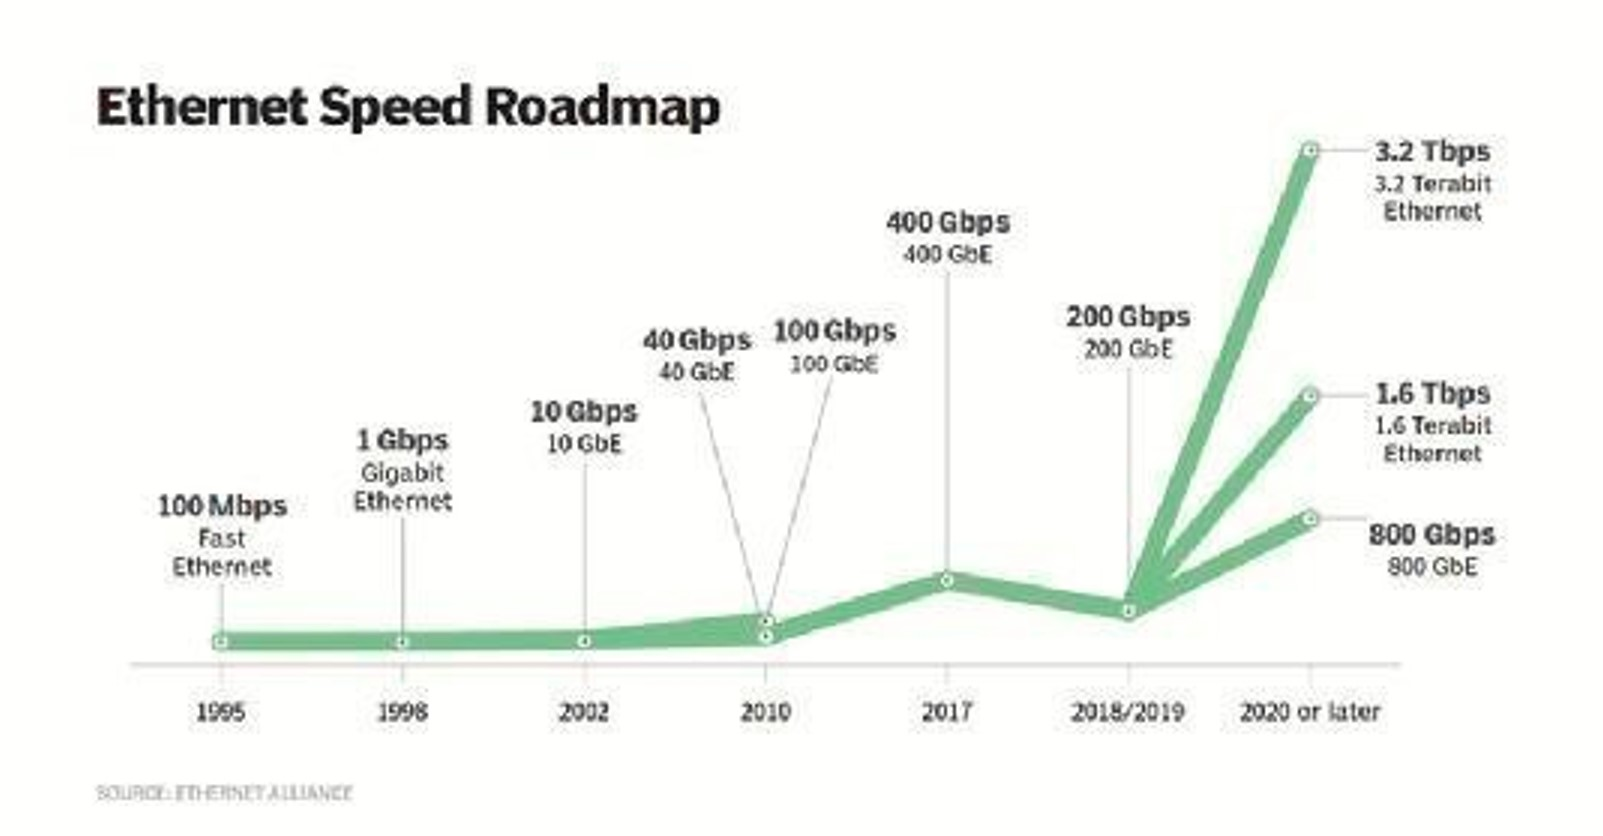 Ethernet Speed Roadmap
3.2 Tbps
3.2 Terabit
Ethernet
400 Gbps
400 GbE
200 Gbps
200 GbE
40 Gbps
40 GbE
100 Gbps
100 GbE
1.6 Tbps
1.6 Terabit
Ethernet
10 Gbps
10 GbE
1 Gbps
Gigabit
Ethernet
100 Mbps
Fast
Ethernet
800 Gbps
800 GbE
1995
1998
2002
2010
2017
2018/2019
2020 or later
SOURCE: ETHERNET ALLIANCE